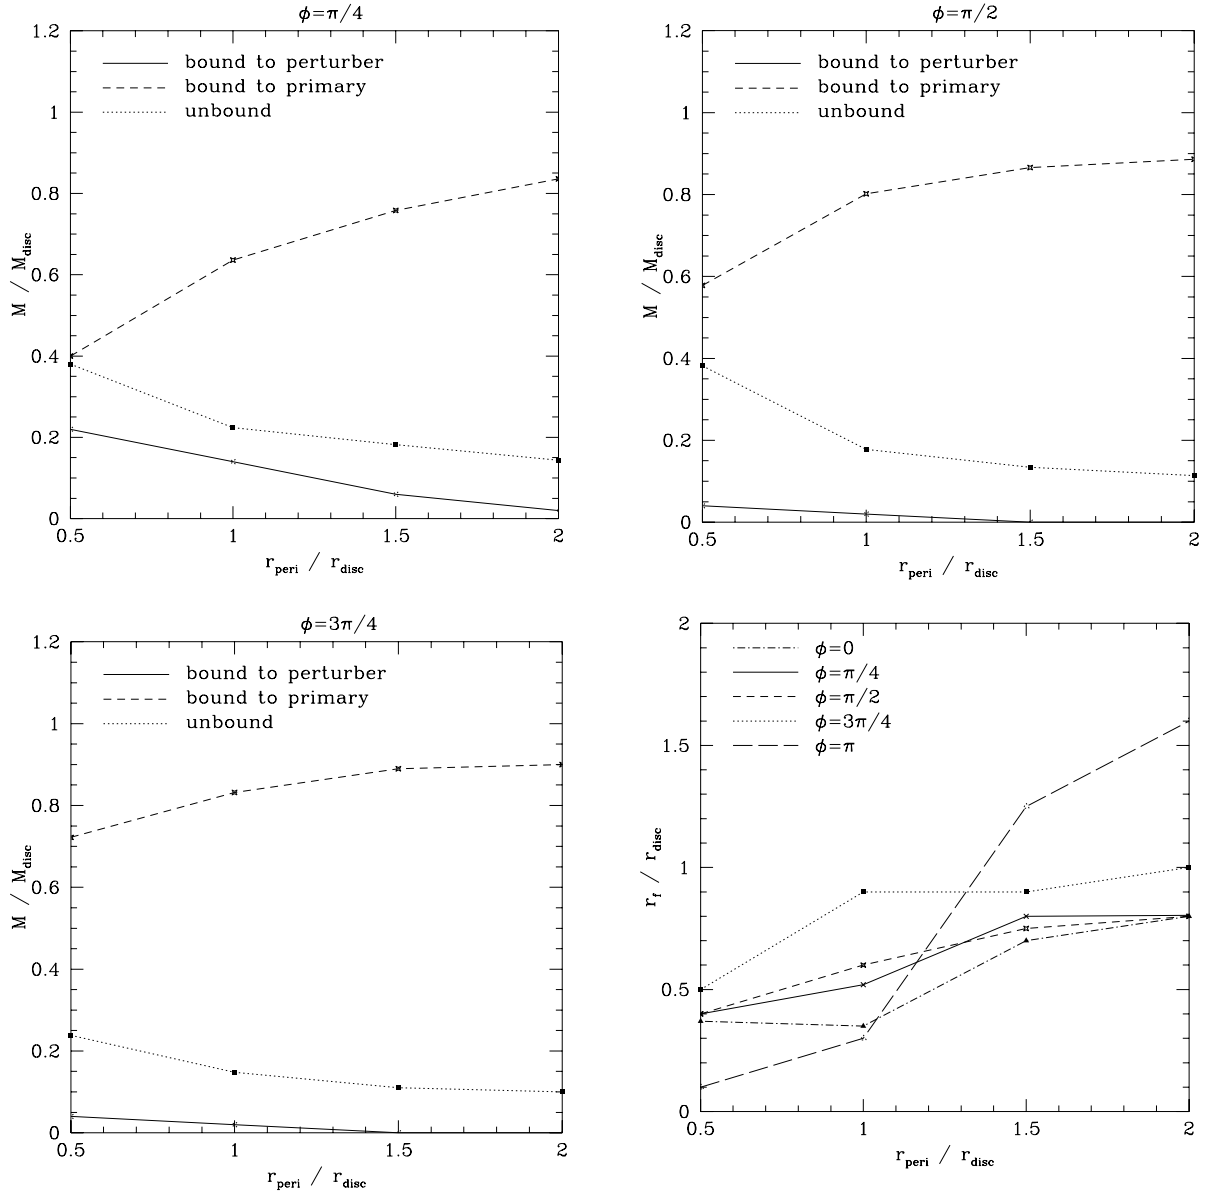 ϕ=π/4
1.2
bound to perturber
bound to primary
unbound
1
0.8
0.6
0.4
0.2
0
M / M_disc
0.5
1
1.5
2
r_peri / r_disc
ϕ=π/2
1.2
bound to perturber
bound to primary
unbound
1
0.8
0.6
0.4
0.2
0
M / M_disc
0.5
1
1.5
2
r_peri / r_disc
ϕ=3π/4
1.2
bound to perturber
bound to primary
unbound
1
0.8
0.6
0.4
0.2
0
M / M_disc
0.5
1
1.5
2
r_peri / r_disc
2
ϕ=0
ϕ=π/4
ϕ=π/2
ϕ=3π/4
ϕ=π
1.5
1
0.5
0
r_f / r_disc
0.5
1
1.5
2
r_peri / r_disc